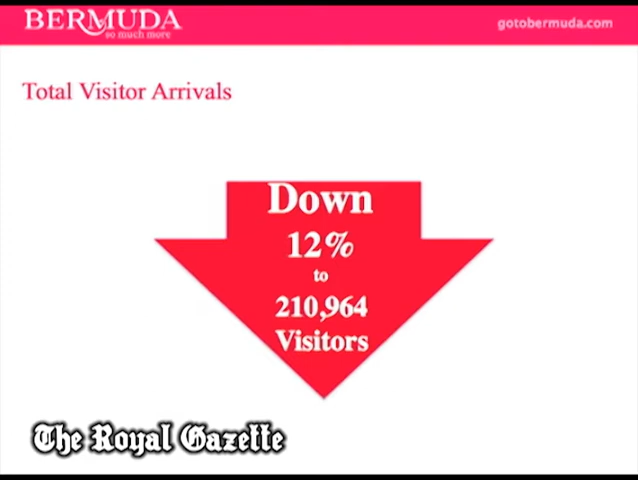 BERMUDA
so much more
gotobermuda.com
Total Visitor Arrivals
Down
12%
to
210,964
Visitors
The Royal Gazette